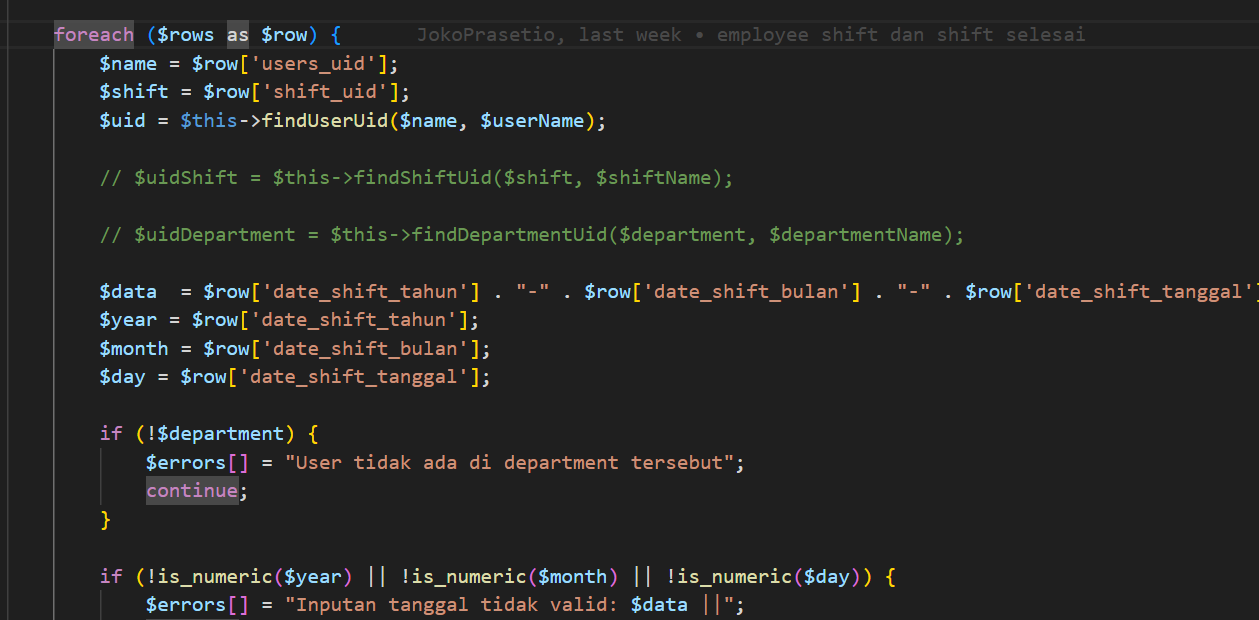 foreach ($rows as $row) { JokoPrasetio, last week • employee shift dan shift selesai
$name = $row['users_uid'];
$shift = $row['shift_uid'];
$uid = $this->findUserUid($name, $userName);
// $uidShift = $this->findShiftUid($shift, $shiftName);
// $uidDepartment = $this->findDepartmentUid($department, $departmentName);
$data  = $row['date_shift_tahun'] . "-" . $row['date_shift_bulan'] . "-" . $row['date_shift_tanggal']
$year = $row['date_shift_tahun'];
$month = $row['date_shift_bulan'];
$day = $row['date_shift_tanggal'];
if (!$department) {
$errors[] = "User tidak ada di department tersebut";
continue;
}
if (!is_numeric($year) || !is_numeric($month) || !is_numeric($day)) {
$errors[] = "Inputan tanggal tidak valid: $data ||";